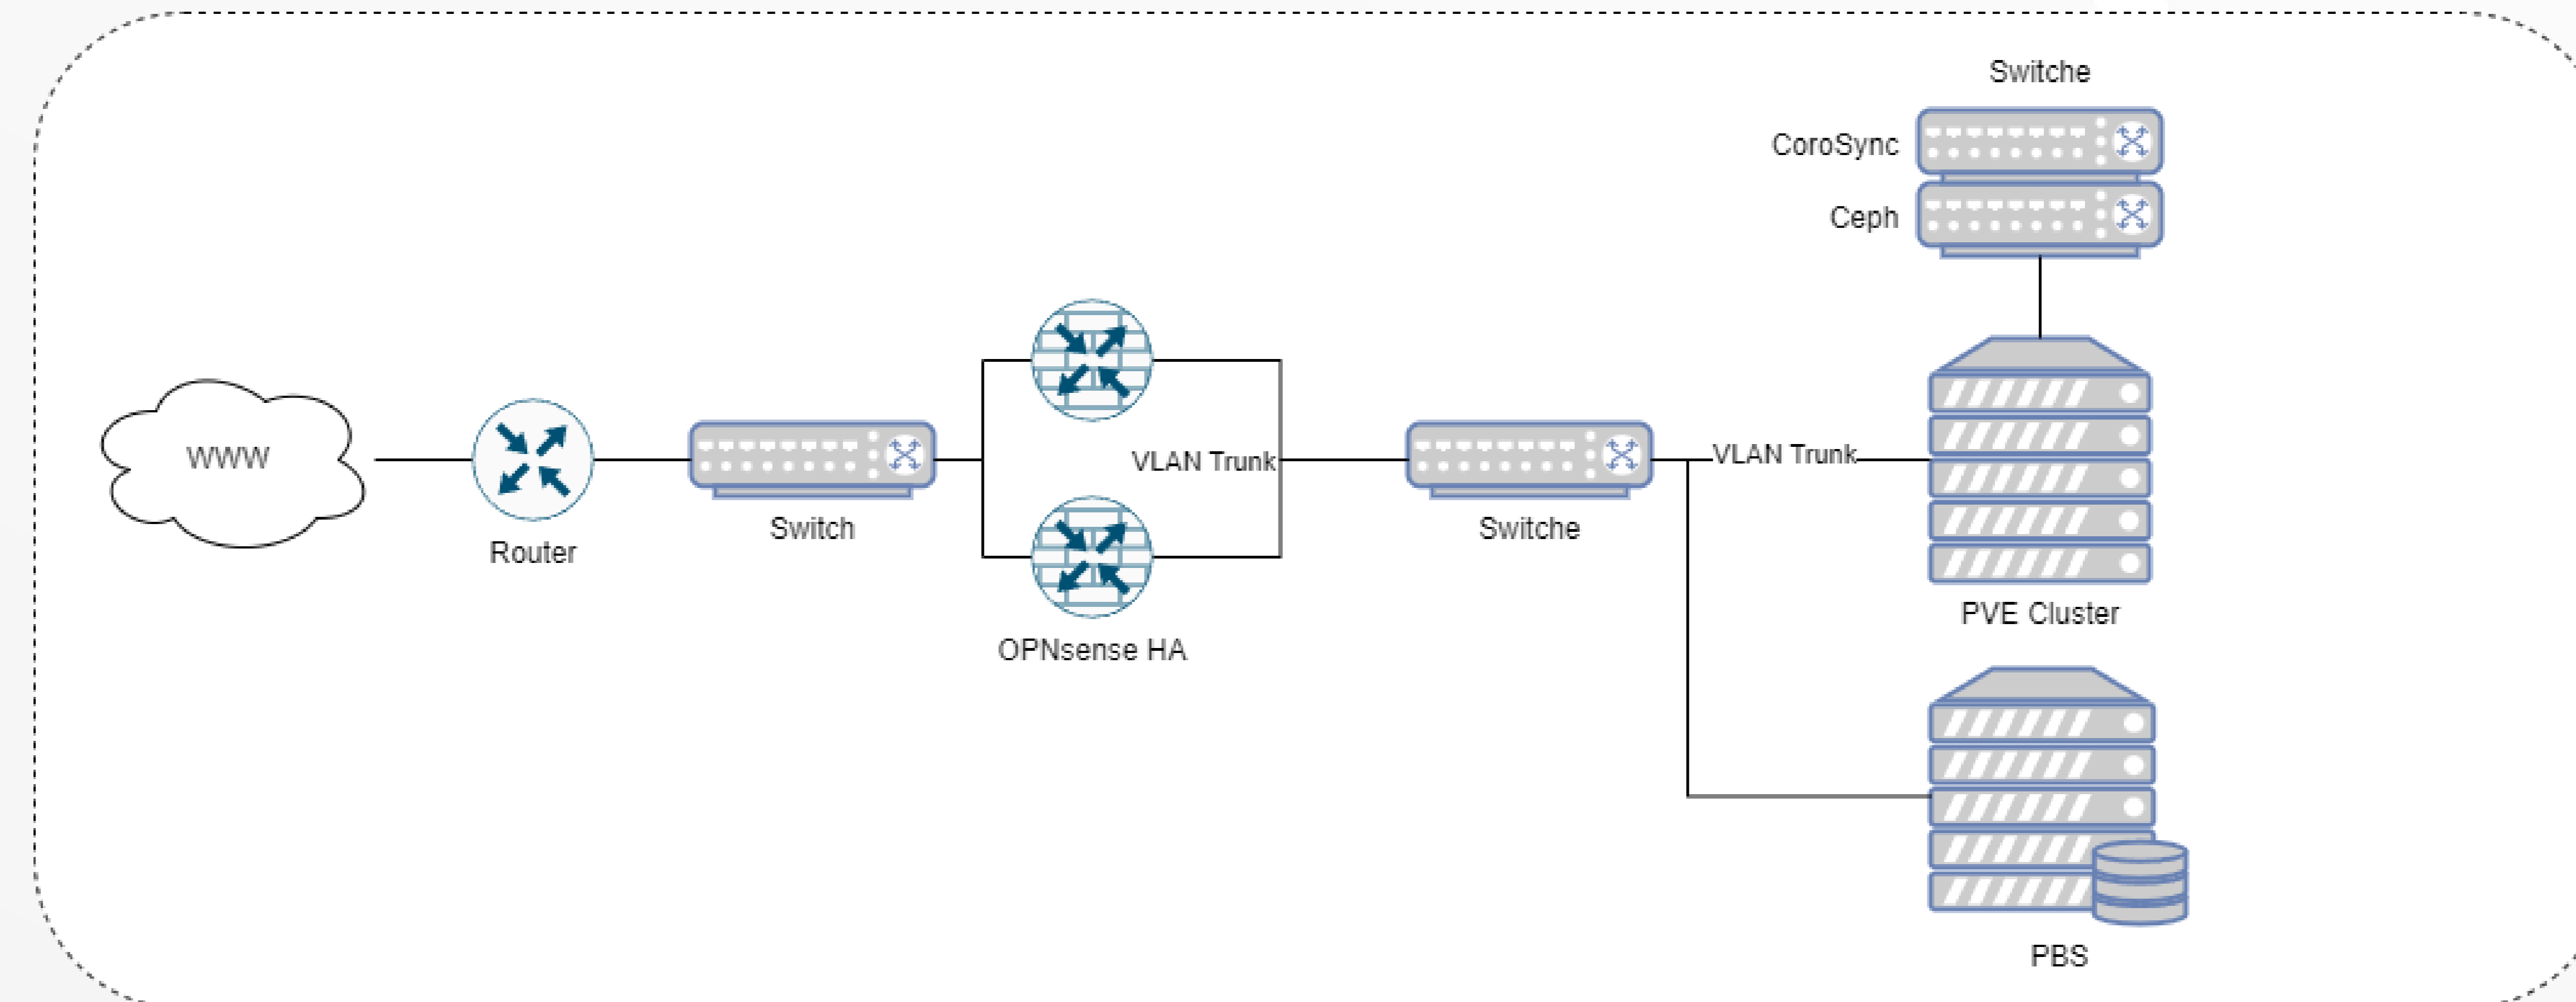 Switche
CoroSync
Ceph
WWW
Router
Switch
VLAN Trunk
OPNsense HA
Switche
VLAN Trunk
PVE Cluster
PBS